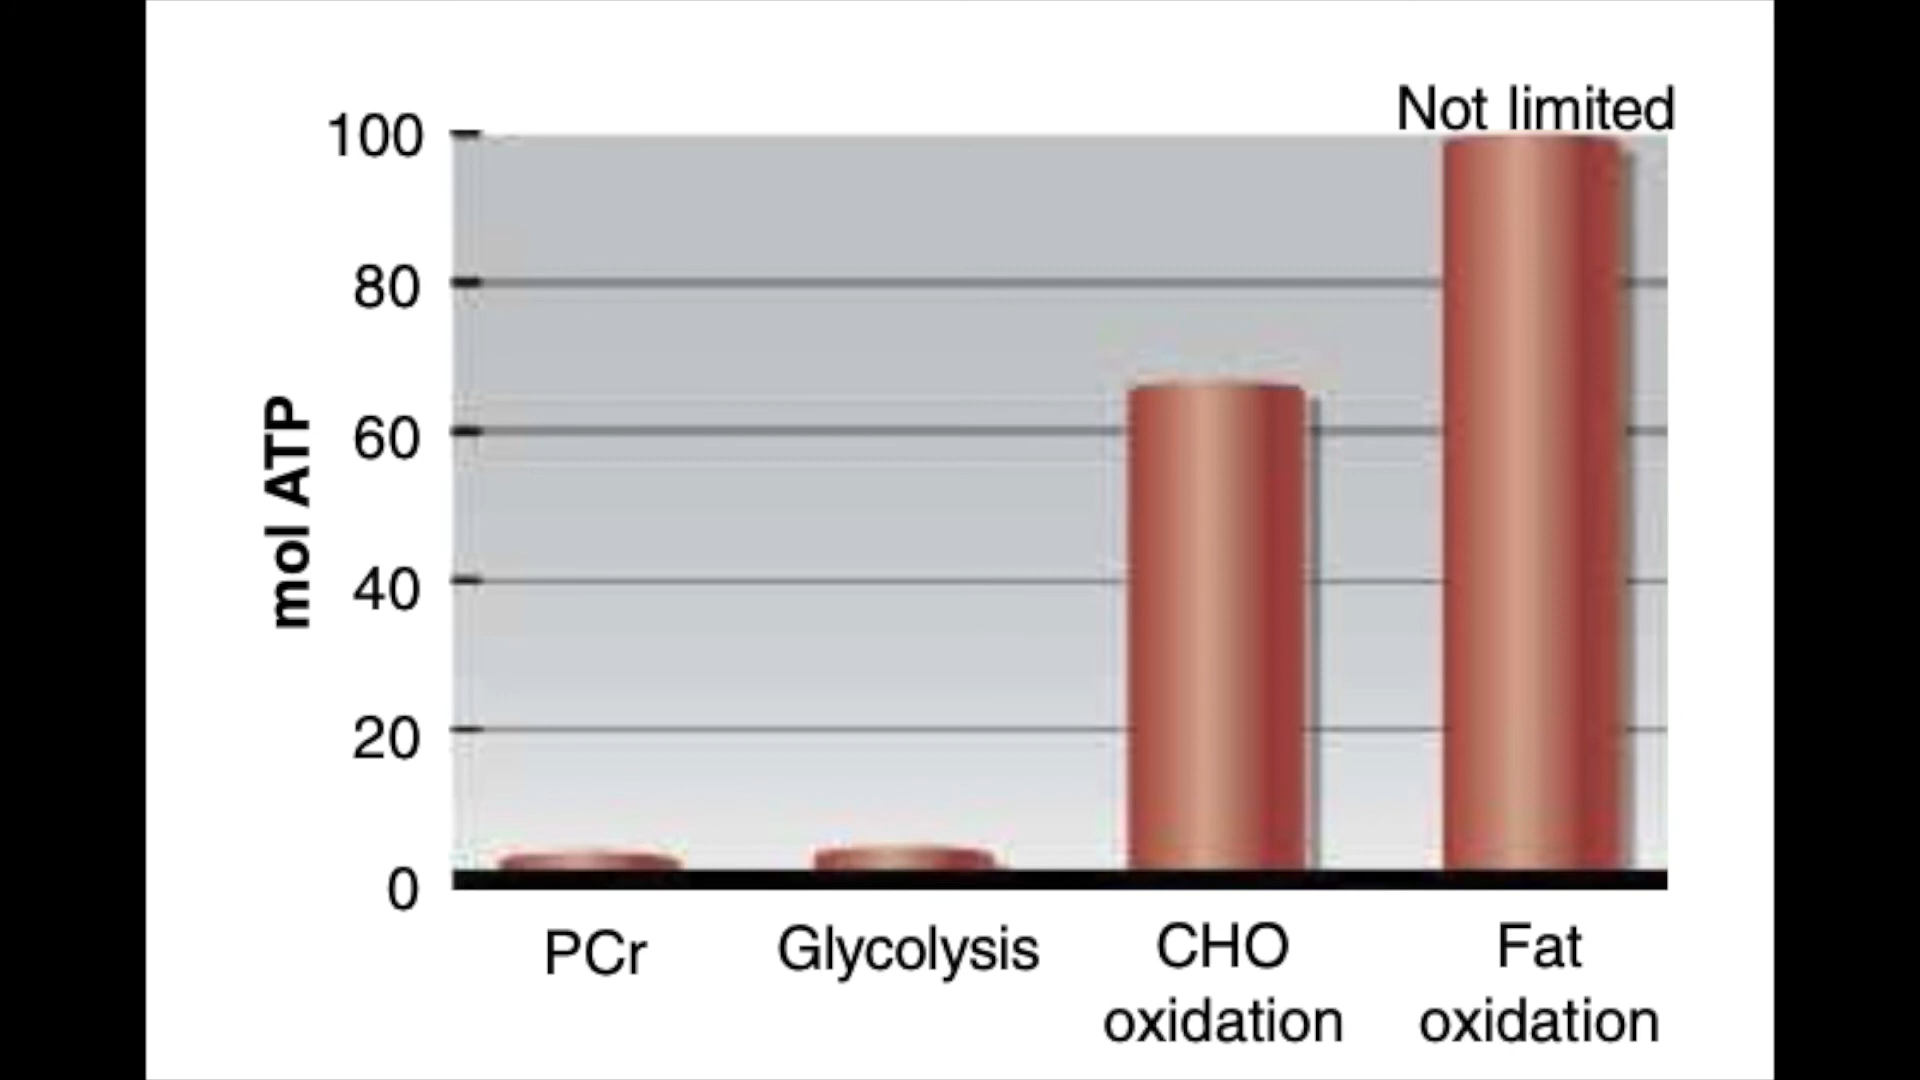 Not limited
100
80
60
40
20
0
mol ATP
PCr
Glycolysis
CHO
oxidation
Fat
oxidation